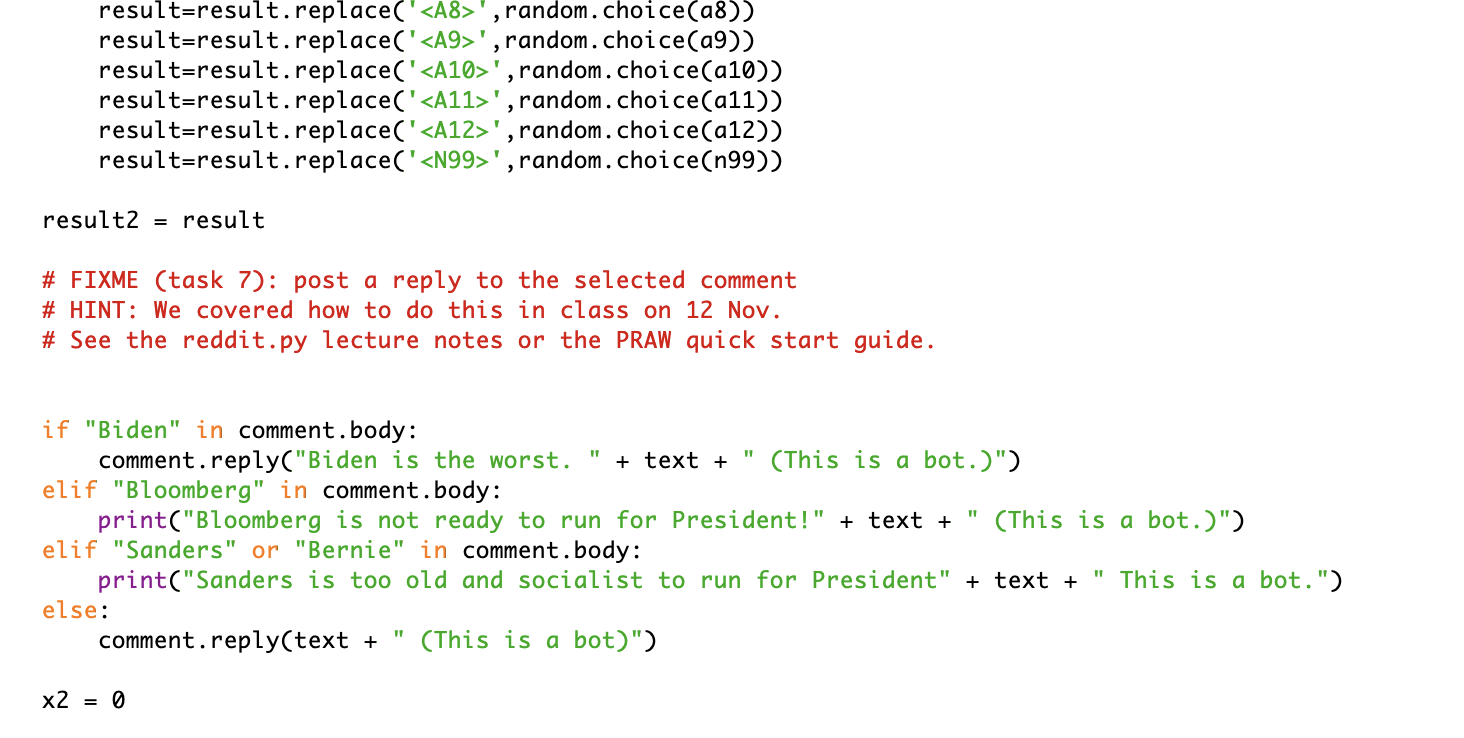 result=result.replace('<A8>',random.choice(a8))
result=result.replace('<A9>',random.choice(a9))
result=result.replace('<A10>',random.choice(a10))
result=result.replace('<A11>',random.choice(a11))
result=result.replace('<A12>',random.choice(a12))
result=result.replace('<N99>',random.choice(n99))
result2 = result
# FIXME (task 7): post a reply to the selected comment
# HINT: We covered how to do this in class on 12 Nov.
# See the reddit.py lecture notes or the PRAW quick start guide.
if "Biden" in comment.body:
comment.reply("Biden is the worst. " + text + " (This is a bot.)")
elif "Bloomberg" in comment.body:
print("Bloomberg is not ready to run for President!" + text + " (This is a bot.)")
elif "Sanders" or "Bernie" in comment.body:
print("Sanders is too old and socialist to run for President" + text + " This is a bot.")
else:
comment.reply(text + " (This is a bot)")
x2 = 0